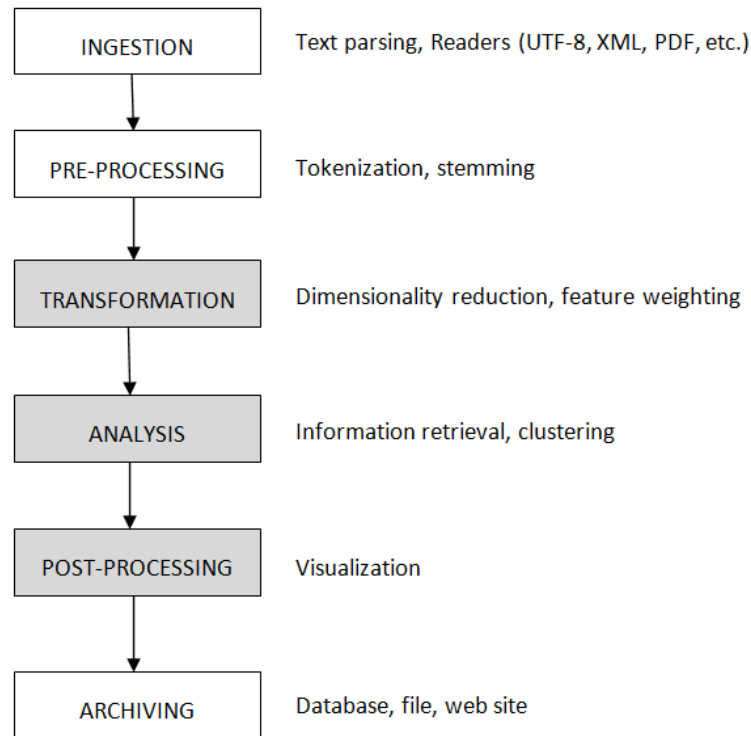 INGESTION
Text parsing, Readers (UTF-8, XML, PDF, etc.)
PRE-PROCESSING
Tokenization, stemming
TRANSFORMATION
Dimensionality reduction, feature weighting
ANALYSIS
Information retrieval, clustering
POST-PROCESSING
Visualization
ARCHIVING
Database, file, web site